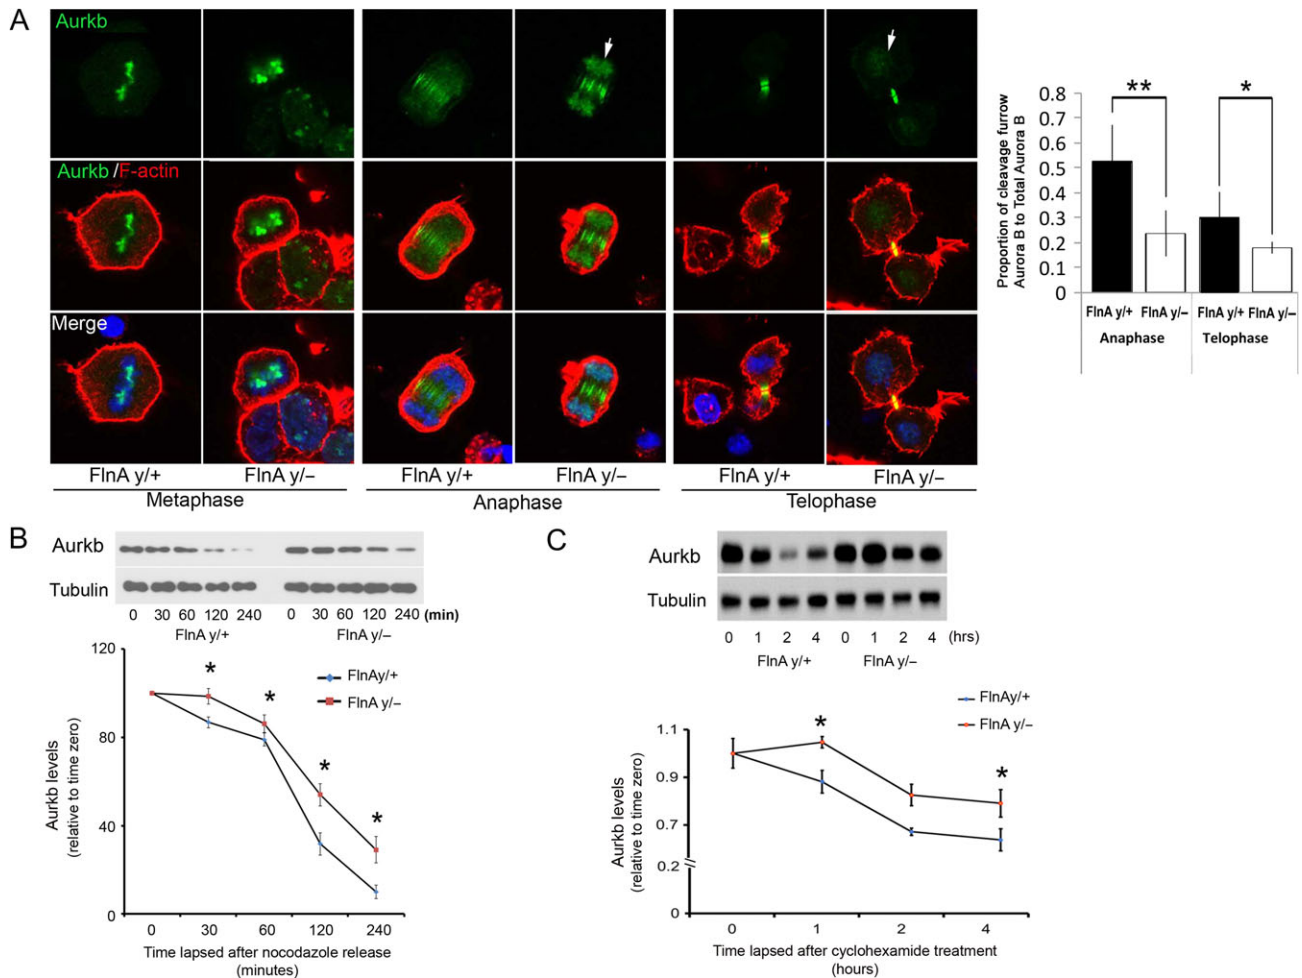 A
Aurkb
Aurkb /F-actin
Merge
FlnA y/+
FlnA y/–
FlnA y/+
FlnA y/–
FlnA y/+
FlnA y/–
Metaphase
Anaphase
Telophase
Proportion of cleavage furrow
Aurora B to Total Aurora B
0.8
0.7
0.6
0.5
0.4
0.3
0.2
0.1
0
**
*
FlnA y/+
FlnA y/–
FlnA y/+
FlnA y/–
Anaphase
Telophase
B
Aurkb
Tubulin
0 30 60 120 240 0 30 60 120 240 (min)
FlnA y/+
FlnA y/–
120
80
40
0
Aurkb levels
(relative to time zero)
*
*
*
*
FlnAy/+
FlnA y/–
0 30 60 120 240
Time lapsed after nocodazole release
(minutes)
C
Aurkb
Tubulin
0 1 2 4 0 1 2 4 (hrs)
FlnA y/+
FlnA y/–
FlnAy/+
FlnA y/–
1.1
0.9
0.7
0.2
0
Aurkb levels
(relative to time zero)
*
*
0 1 2 4
Time lapsed after cyclohexamide treatment
(hours)